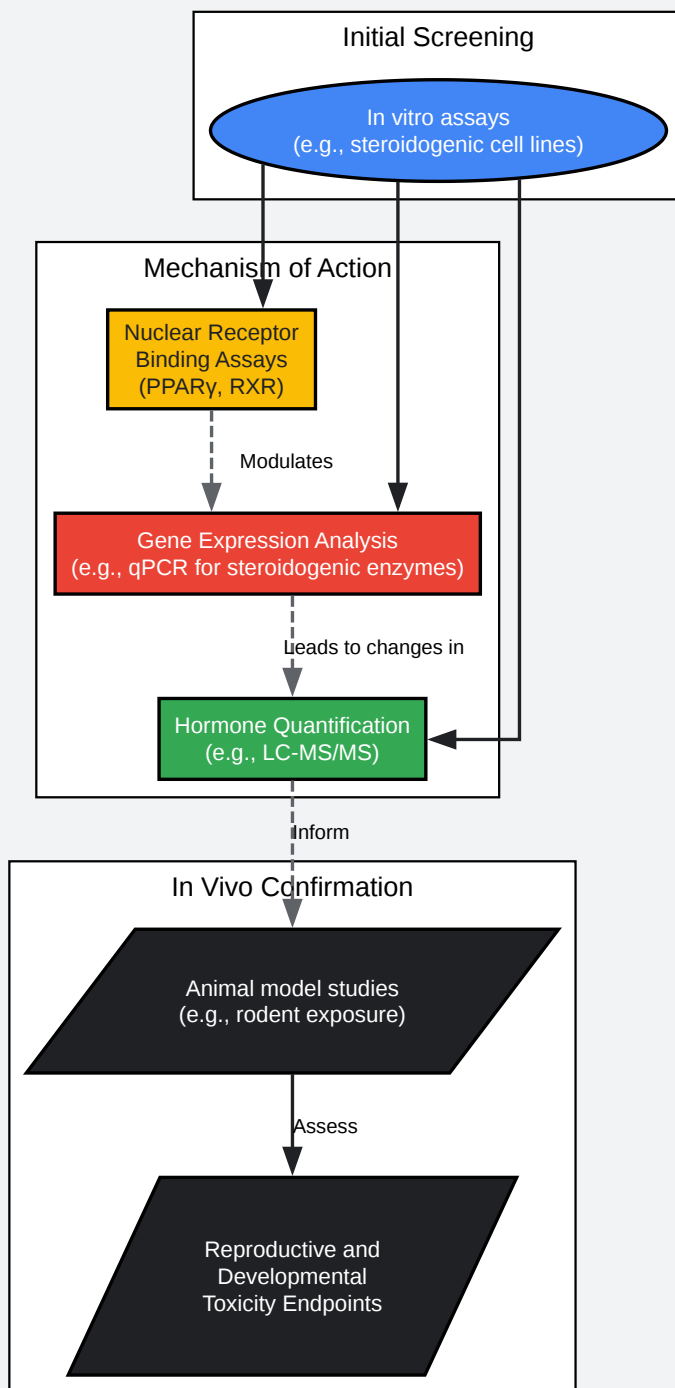 Initial Screening
In vitro assays
(e.g., steroidogenic cell lines)
Mechanism of Action
Nuclear Receptor
Binding Assays
(PPARγ, RXR)
Modulates
Gene Expression Analysis
(e.g., qPCR for steroidogenic enzymes)
Leads to changes in
Hormone Quantification
(e.g., LC-MS/MS)
Inform
In Vivo Confirmation
Animal model studies
(e.g., rodent exposure)
Assess
Reproductive and
Developmental
Toxicity Endpoints